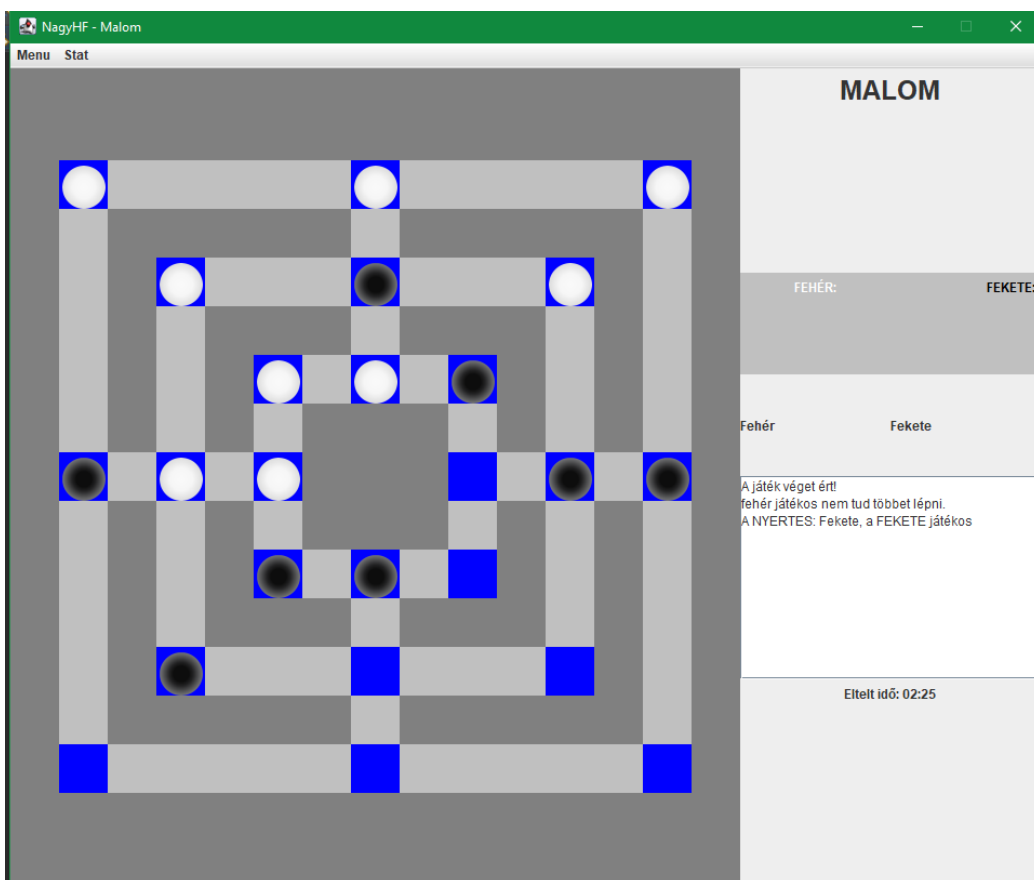 NagyHF - Malom
Menu Stat
MALOM
FEHÉR: FEKETE:
Fehér Fekete
A játék véget ért!
fehér játékos nem tud többet lépni.
A NYERTES: Fekete, a FEKETE játékos
Eltelt idő: 02:25